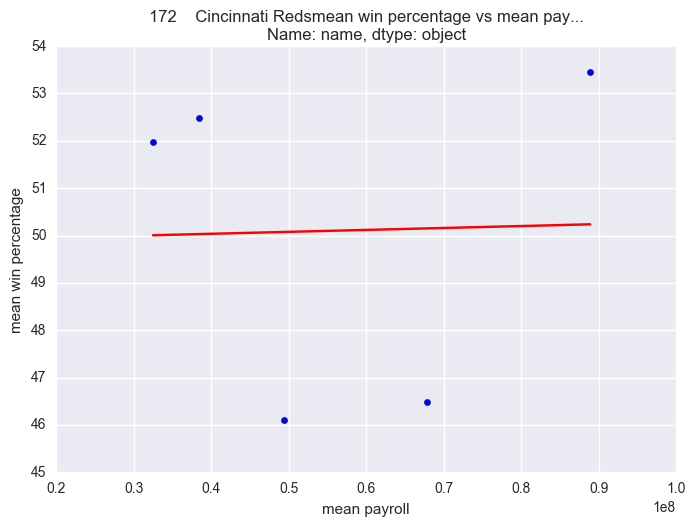 172    Cincinnati Redsmean win percentage vs mean pay...
Name: name, dtype: object
54
53
52
51
50
49
48
47
46
45
mean win percentage
0.2 0.3 0.4 0.5 0.6 0.7 0.8 0.9 1.0
1e8
mean payroll